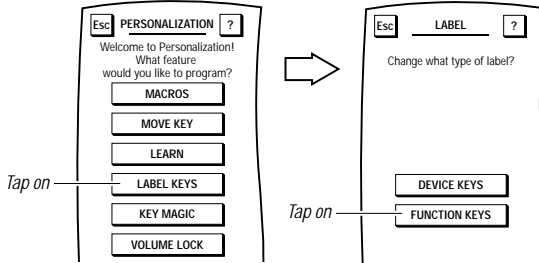 Esc PERSONALIZATION ?
Welcome to Personalization!
What feature
would you like to program?
MACROS
MOVE KEY
LEARN
Tap on LABEL KEYS
KEY MAGIC
VOLUME LOCK
Esc LABEL ?
Change what type of label?
DEVICE KEYS
Tap on FUNCTION KEYS